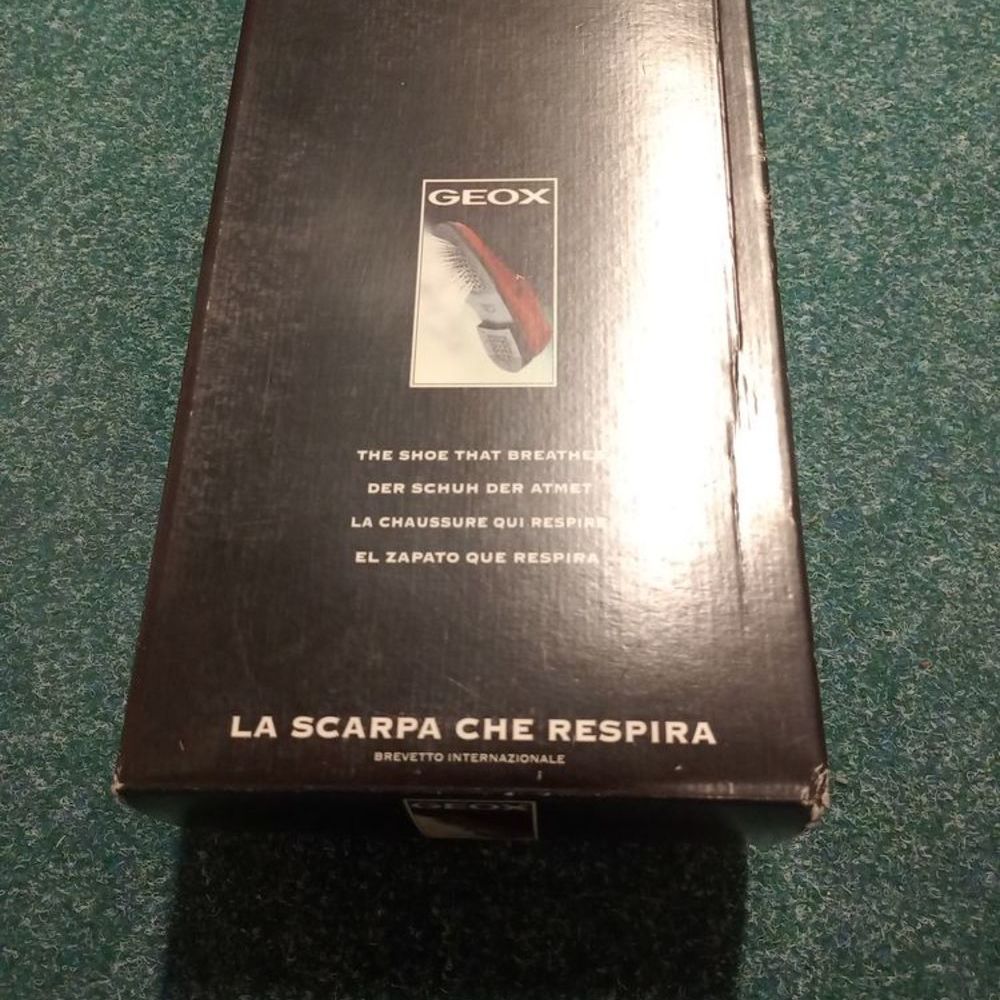 GEOX
THE SHOE THAT BREATHES
DER SCHUH DER ATMET
LA CHAUSSURE QUI RESPIRE
EL ZAPATO QUE RESPIRA
LA SCARPA CHE RESPIRA
BREVETTO INTERNAZIONALE
GEOX